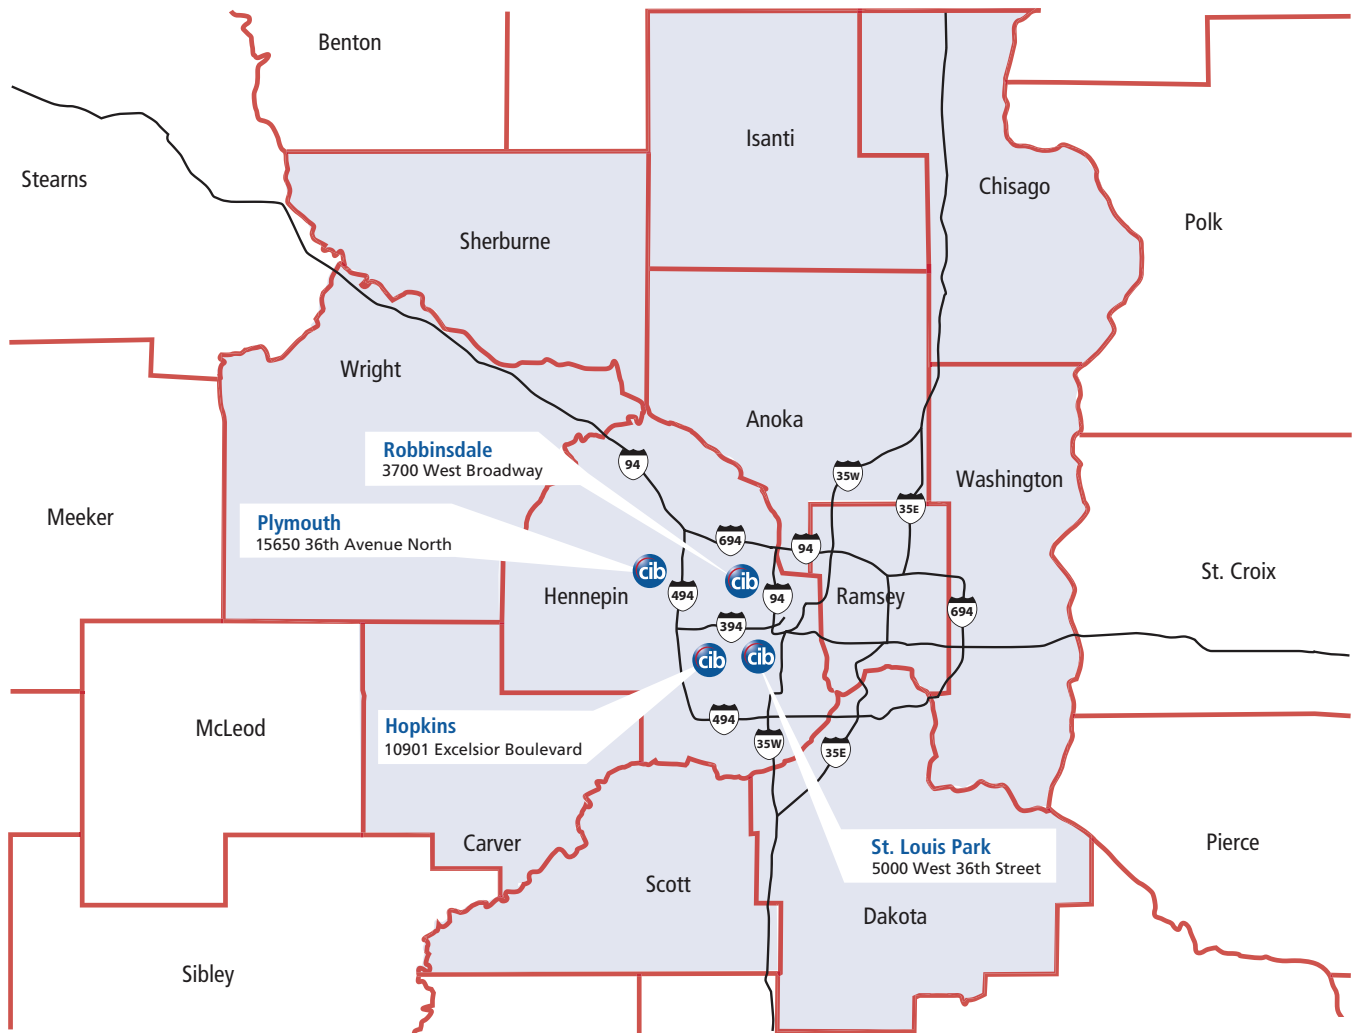 Benton
Isanti
Stearns
Chisago
Polk
Sherburne
Wright
Anoka
Robbinsdale
3700 West Broadway
94
35W
Washington
35E
Meeker
Plymouth
15650 36th Avenue North
694
94
cib
cib
St. Croix
Hennepin
494
94
Ramsey
694
394
cib
cib
Hopkins
10901 Excelsior Boulevard
494
McLeod
35W
35E
Carver
St. Louis Park
5000 West 36th Street
Pierce
Scott
Dakota
Sibley